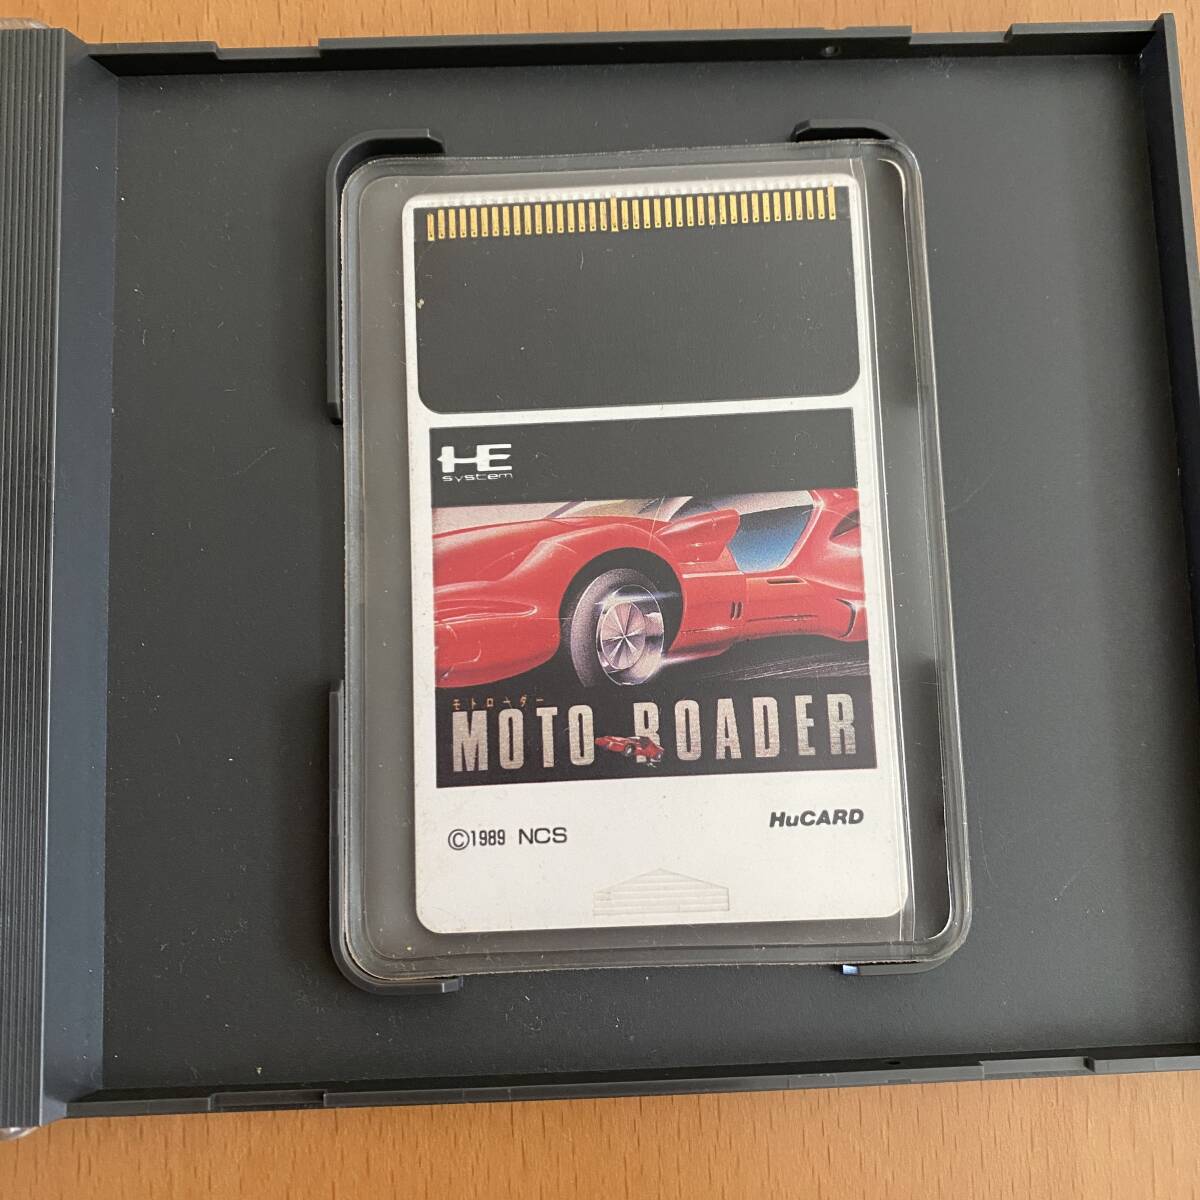 HE
system
モトローダー
MOTO ROADER
HuCARD
©1989 NCS